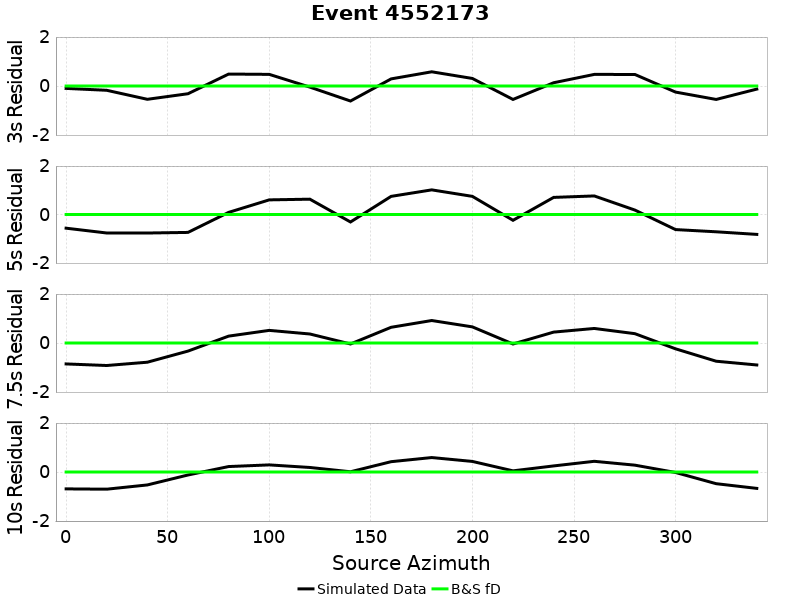 Event 4552173
3s Residual
2
0
-2
5s Residual
2
0
-2
7.5s Residual
2
0
-2
10s Residual
2
0
-2
0 50 100 150 200 250 300
Source Azimuth
Simulated Data B&S fD